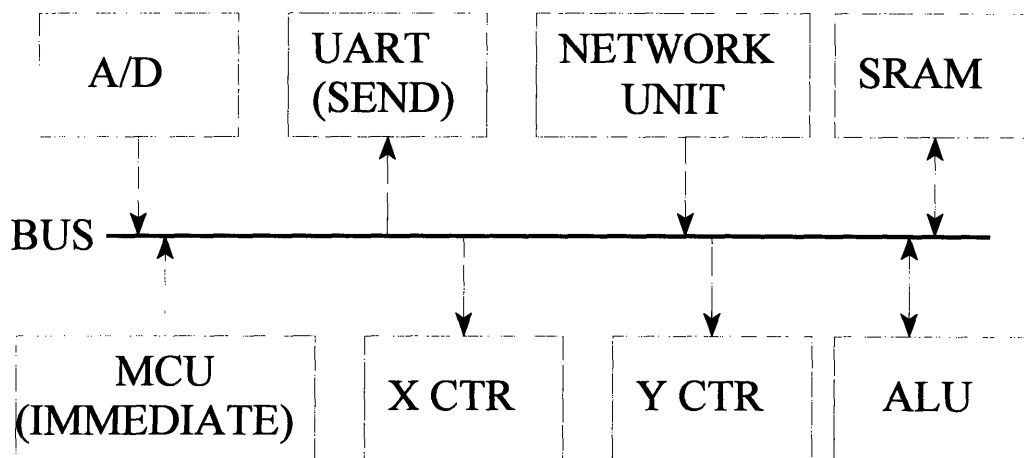 A/D
UART
(SEND)
NETWORK
UNIT
SRAM
BUS
MCU
(IMMEDIATE)
X CTR
Y CTR
ALU